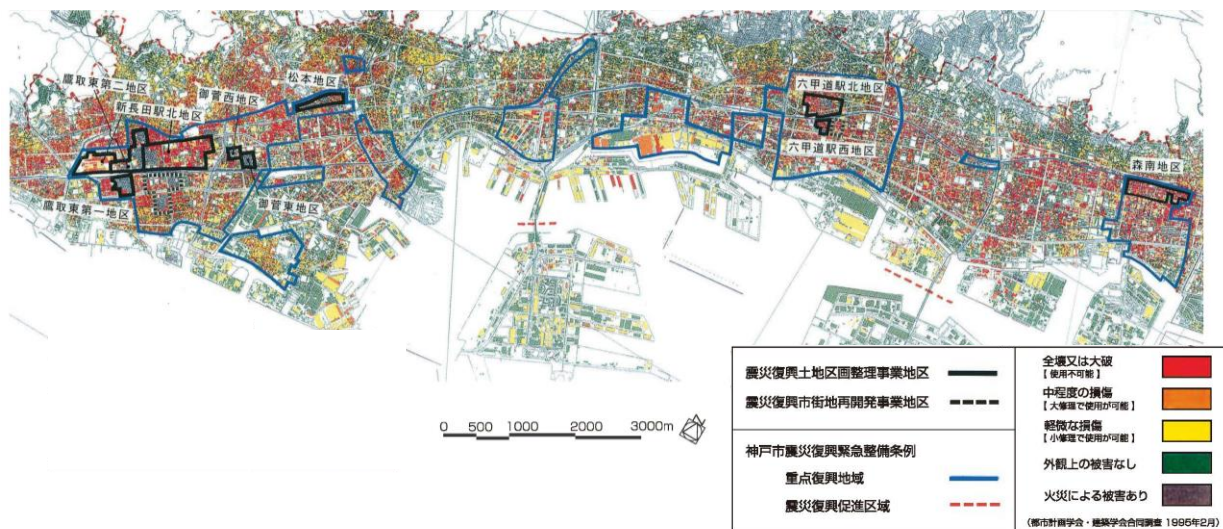 鷹取東第二地区
新長田駅北地区
御菅西地区
松本地区
鷹取東第一地区
御菅東地区
六甲道駅北地区
六甲道駅西地区
森南地区
0 500 1000 2000 3000m
震災復興土地区画整理事業地区
震災復興市街地再開発事業地区
神戸市震災復興緊急整備条例
重点復興地域
震災復興促進区域
全壊又は大破
【 使用不可能 】
中程度の損傷
【 大修理で使用が可能 】
軽微な損傷
【 小修理で使用が可能 】
外観上の被害なし
火災による被害あり
(都市計画学会・建築学会合同調査 1995年2月)